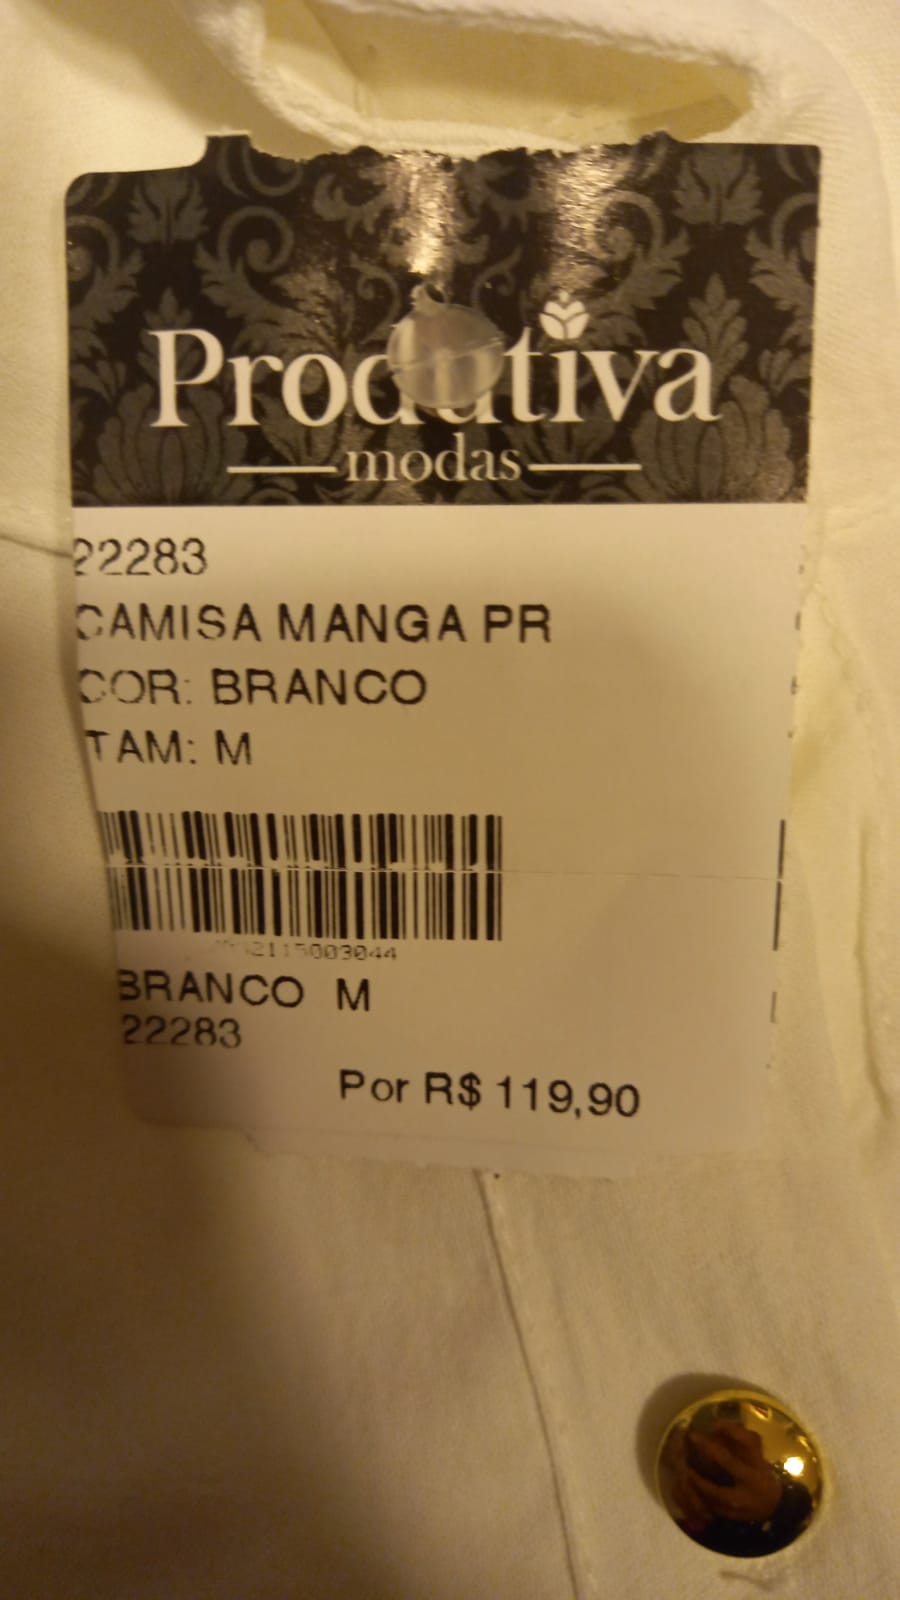 Produtiva
modas
22283
CAMISA MANGA PR
COR: BRANCO
TAM: M
BRANCO M
22283
Por R$ 119,90